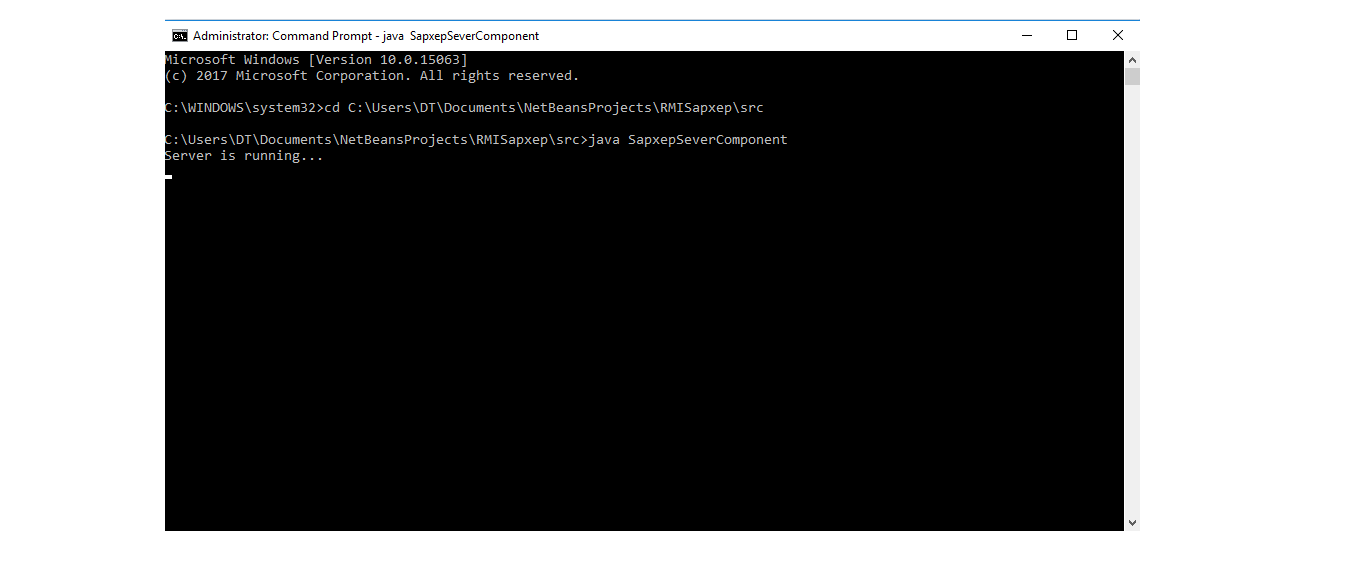 Administrator: Command Prompt - java  SapxepSeverComponent
Microsoft Windows [Version 10.0.15063]
(c) 2017 Microsoft Corporation. All rights reserved.
C:\WINDOWS\system32>cd C:\Users\DT\Documents\NetBeansProjects\RMISapxep\src
C:\Users\DT\Documents\NetBeansProjects\RMISapxep\src>java SapxepSeverComponent
Server is running...